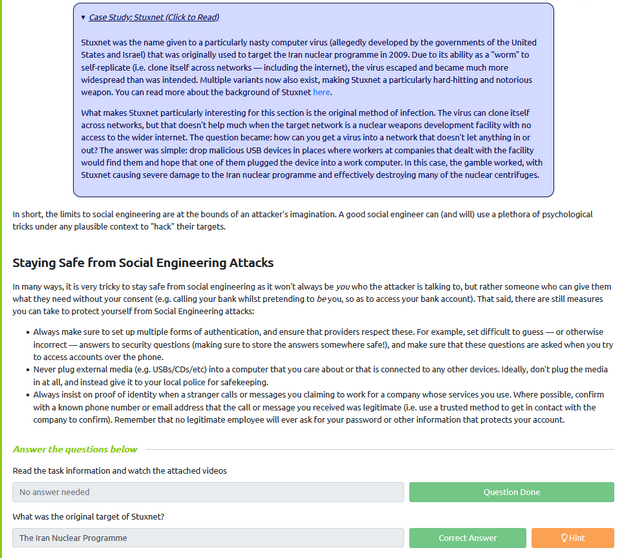 ▾ Case Study: Stuxnet (Click to Read)
Stuxnet was the name given to a particularly nasty computer virus (allegedly developed by the governments of the United
States and Israel) that was originally used to target the Iran nuclear programme in 2009. Due to its ability as a "worm" to
self-replicate (i.e. clone itself across networks — including the internet), the virus escaped and became much more
widespread than was intended. Multiple variants now also exist, making Stuxnet a particularly hard-hitting and notorious
weapon. You can read more about the background of Stuxnet here.
What makes Stuxnet particularly interesting for this section is the original method of infection. The virus can clone itself
across networks, but that doesn't help much when the target network is a nuclear weapons development facility with no
access to the wider internet. The question became: how can you get a virus into a network that doesn't let anything in or
out? The answer was simple: drop malicious USB devices in places where workers at companies that dealt with the facility
would find them and hope that one of them plugged the device into a work computer. In this case, the gamble worked, with
Stuxnet causing severe damage to the Iran nuclear programme and effectively destroying many of the nuclear centrifuges.
In short, the limits to social engineering are at the bounds of an attacker's imagination. A good social engineer can (and will) use a plethora of psychological
tricks under any plausible context to "hack" their targets.
Staying Safe from Social Engineering Attacks
In many ways, it is very tricky to stay safe from social engineering as it won't always be you who the attacker is talking to, but rather someone who can give them
what they need without your consent (e.g. calling your bank whilst pretending to be you, so as to access your bank account). That said, there are still measures
you can take to protect yourself from Social Engineering attacks:
• Always make sure to set up multiple forms of authentication, and ensure that providers respect these. For example, set difficult to guess — or otherwise
incorrect — answers to security questions (making sure to store the answers somewhere safe!), and make sure that these questions are asked when you try
to access accounts over the phone.
• Never plug external media (e.g. USBs/CDs/etc) into a computer that you care about or that is connected to any other devices. Ideally, don't plug the media
in at all, and instead give it to your local police for safekeeping.
• Always insist on proof of identity when a stranger calls or messages you claiming to work for a company whose services you use. Where possible, confirm
with a known phone number or email address that the call or message you received was legitimate (i.e. use a trusted method to get in contact with the
company to confirm). Remember that no legitimate employee will ever ask for your password or other information that protects your account.
Answer the questions below
Read the task information and watch the attached videos
No answer needed
Question Done
What was the original target of Stuxnet?
The Iran Nuclear Programme
Correct Answer
Hint